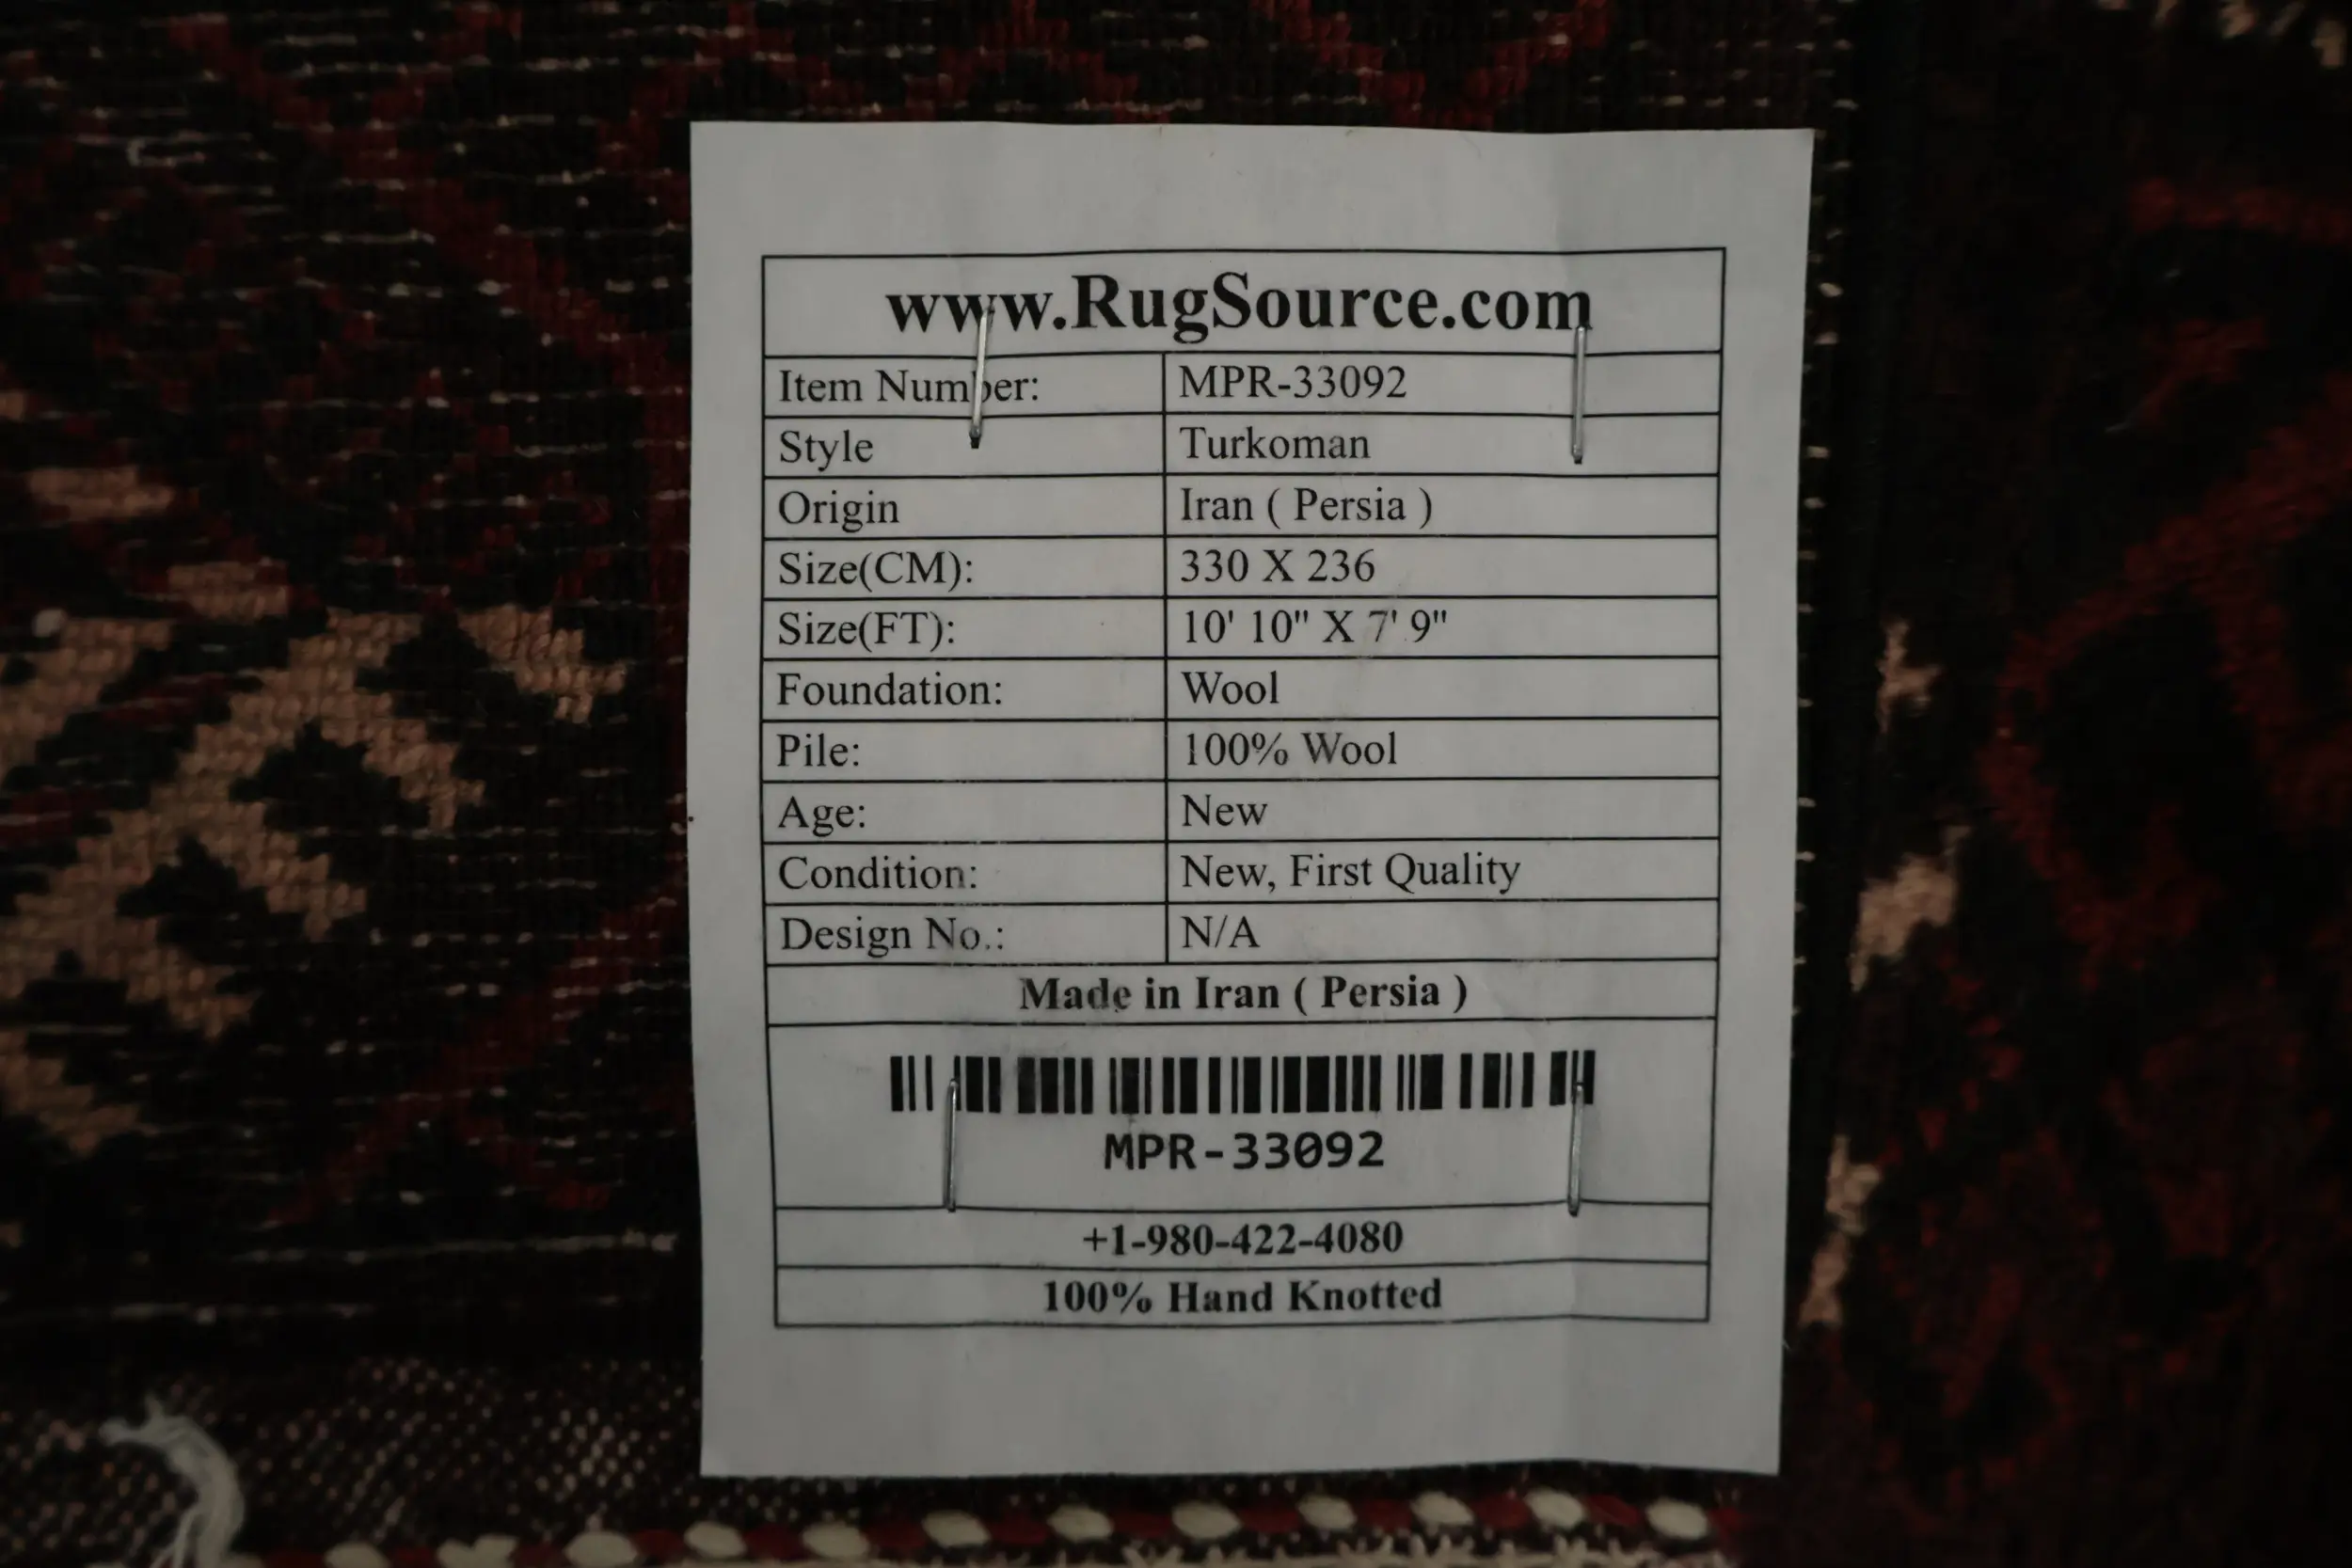 www.RugSource.com
Item Number: MPR-33092
Style Turkoman
Origin Iran ( Persia )
Size(CM): 330 X 236
Size(FT): 10' 10" X 7' 9"
Foundation: Wool
Pile: 100% Wool
Age: New
Condition: New, First Quality
Design No.: N/A
Made in Iran ( Persia )
MPR-33092
+1-980-422-4080
100% Hand Knotted